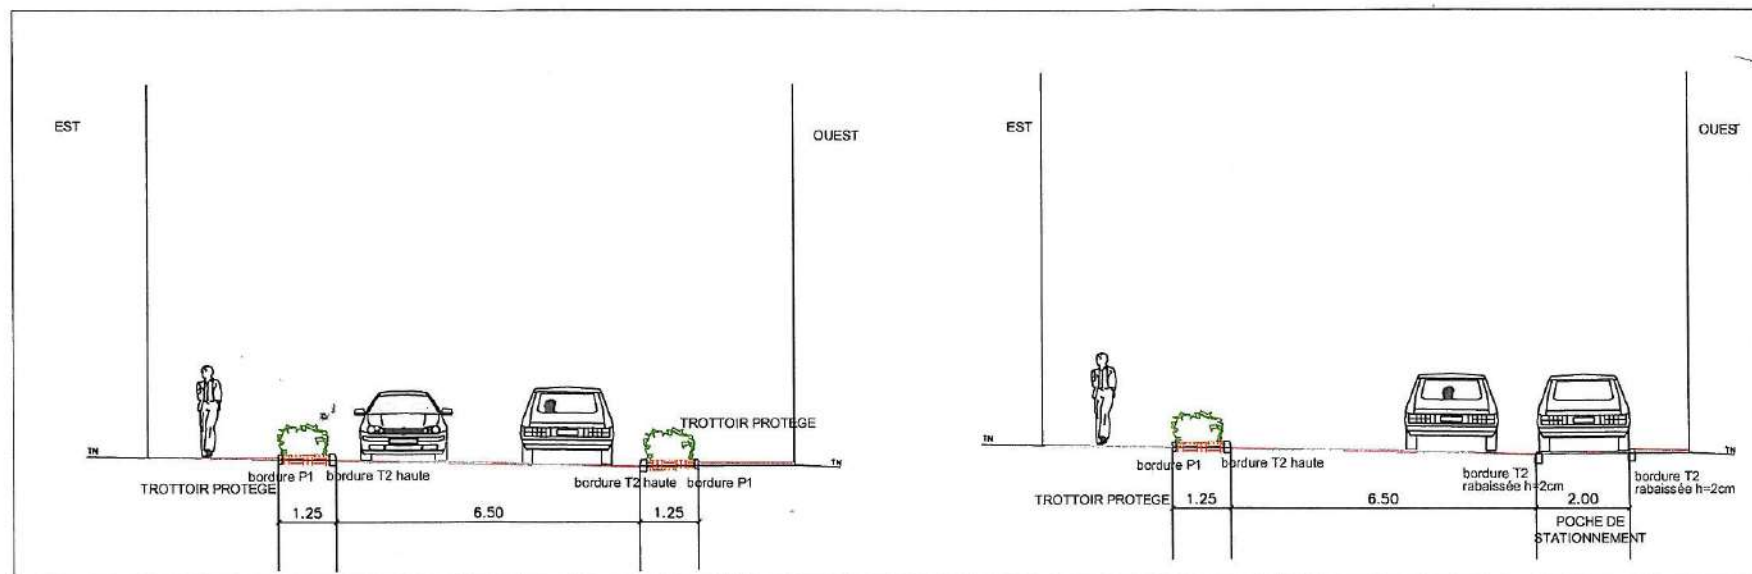 EST
OUEST
TROTTOIR PROTEGE
TN
TN
bordure P1
bordure T2 haute
bordure T2 haute
bordure P1
TROTTOIR PROTEGE
1.25
6.50
1.25
EST
OUEST
TN
TN
bordure P1
bordure T2 haute
bordure T2
rabaissée h=2cm
bordure T2
rabaissée h=2cm
TROTTOIR PROTEGE
1.25
6.50
2.00
POCHE DE
STATIONNEMENT